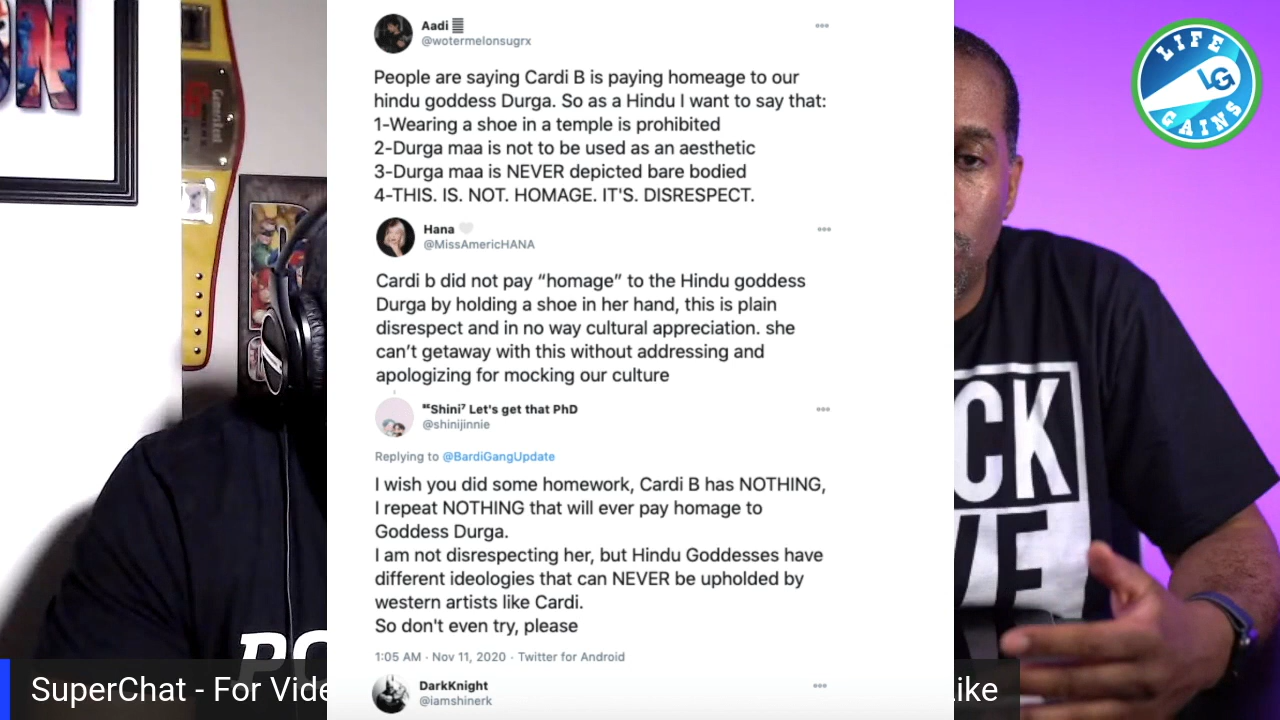 Aadi
@wotermelonsugrx
People are saying Cardi B is paying homeage to our
hindu goddess Durga. So as a Hindu I want to say that:
1-Wearing a shoe in a temple is prohibited
2-Durga maa is not to be used as an aesthetic
3-Durga maa is NEVER depicted bare bodied
4-THIS. IS. NOT. HOMAGE. IT'S. DISRESPECT.
Hana 🤍
@MissAmericHANA
Cardi b did not pay “homage” to the Hindu goddess
Durga by holding a shoe in her hand, this is plain
disrespect and in no way cultural appreciation. she
can’t getaway with this without addressing and
apologizing for mocking our culture
Shini⁷ Let's get that PhD
@shinijinnie
Replying to @BardiGangUpdate
I wish you did some homework, Cardi B has NOTHING,
I repeat NOTHING that will ever pay homage to
Goddess Durga.
I am not disrespecting her, but Hindu Goddesses have
different ideologies that can NEVER be upholded by
western artists like Cardi.
So don't even try, please
1:05 AM · Nov 11, 2020 · Twitter for Android
DarkKnight
@iamshinerk
LIFE
LG
GAINS
CK
SuperChat - For Vide
ike